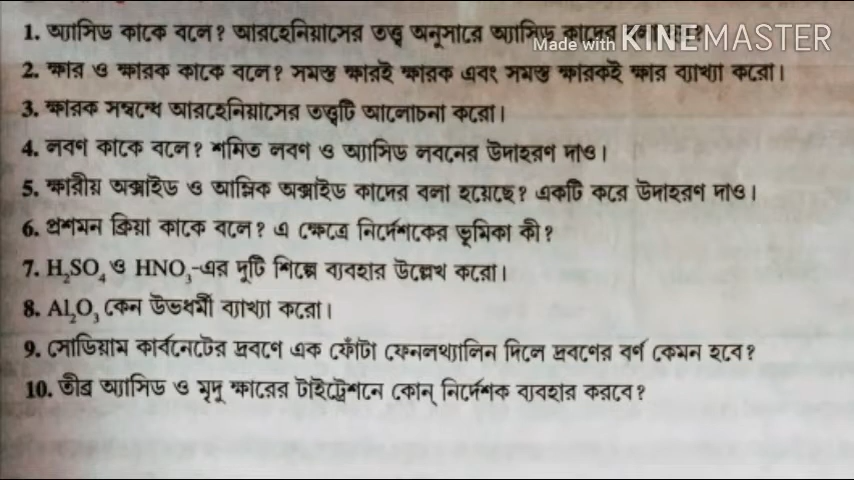 1. অ্যাসিড কাকে বলে? আরহেনিয়াসের তত্ত্ব অনুসারে অ্যাসিড কাদের
Made with KINEMASTER
2. ক্ষার ও ক্ষারক কাকে বলে? সমস্ত ক্ষারই ক্ষারক এবং সমস্ত ক্ষারকই ক্ষার ব্যাখ্যা করো।
3. ক্ষারক সম্বন্ধে আরহেনিয়াসের তত্ত্বটি আলোচনা করো।
4. লবণ কাকে বলে? শমিত লবণ ও অ্যাসিড লবনের উদাহরণ দাও।
5. ক্ষারীয় অক্সাইড ও আম্লিক অক্সাইড কাদের বলা হয়েছে? একটি করে উদাহরণ দাও।
6. প্রশমন ক্রিয়া কাকে বলে? এ ক্ষেত্রে নির্দেশকের ভূমিকা কী?
7. H₂SO₄ ও HNO₃-এর দুটি শিল্পে ব্যবহার উল্লেখ করো।
8. Al₂O₃ কেন উভধর্মী ব্যাখ্যা করো।
9. সোডিয়াম কার্বনেটের দ্রবণে এক ফোঁটা ফেনলথ্যালিন দিলে দ্রবণের বর্ণ কেমন হবে?
10. তীব্র অ্যাসিড ও মৃদু ক্ষারের টাইট্রেশনে কোন্ নির্দেশক ব্যবহার করবে?